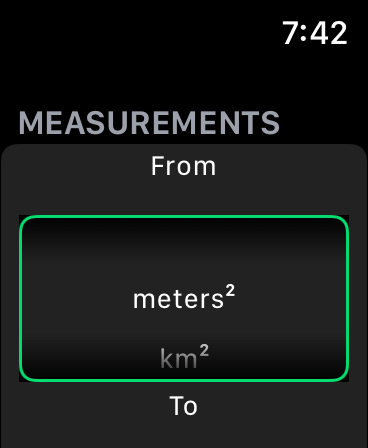 7:42
MEASUREMENTS
From
meters²
km²
To